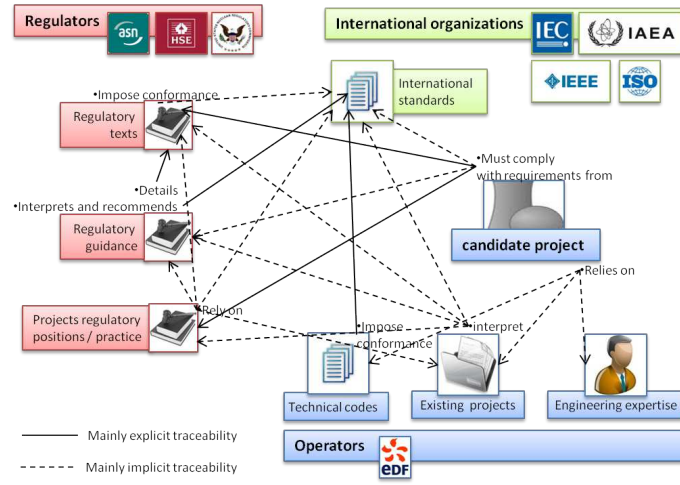 Regulators
asn
HSE
International organizations
IEC
IAEA
IEEE
ISO
•Impose conformance
Regulatory
texts
International
standards
•Details
•Interprets and recommends
•Must comply
with requirements from
Regulatory
guidance
candidate project
•Relies on
Projects regulatory
positions / practice
•Rely on
•Impose
conformance
•interpret
Technical codes
Existing projects
Engineering expertise
Mainly explicit traceability
Operators
Mainly implicit traceability
eDF